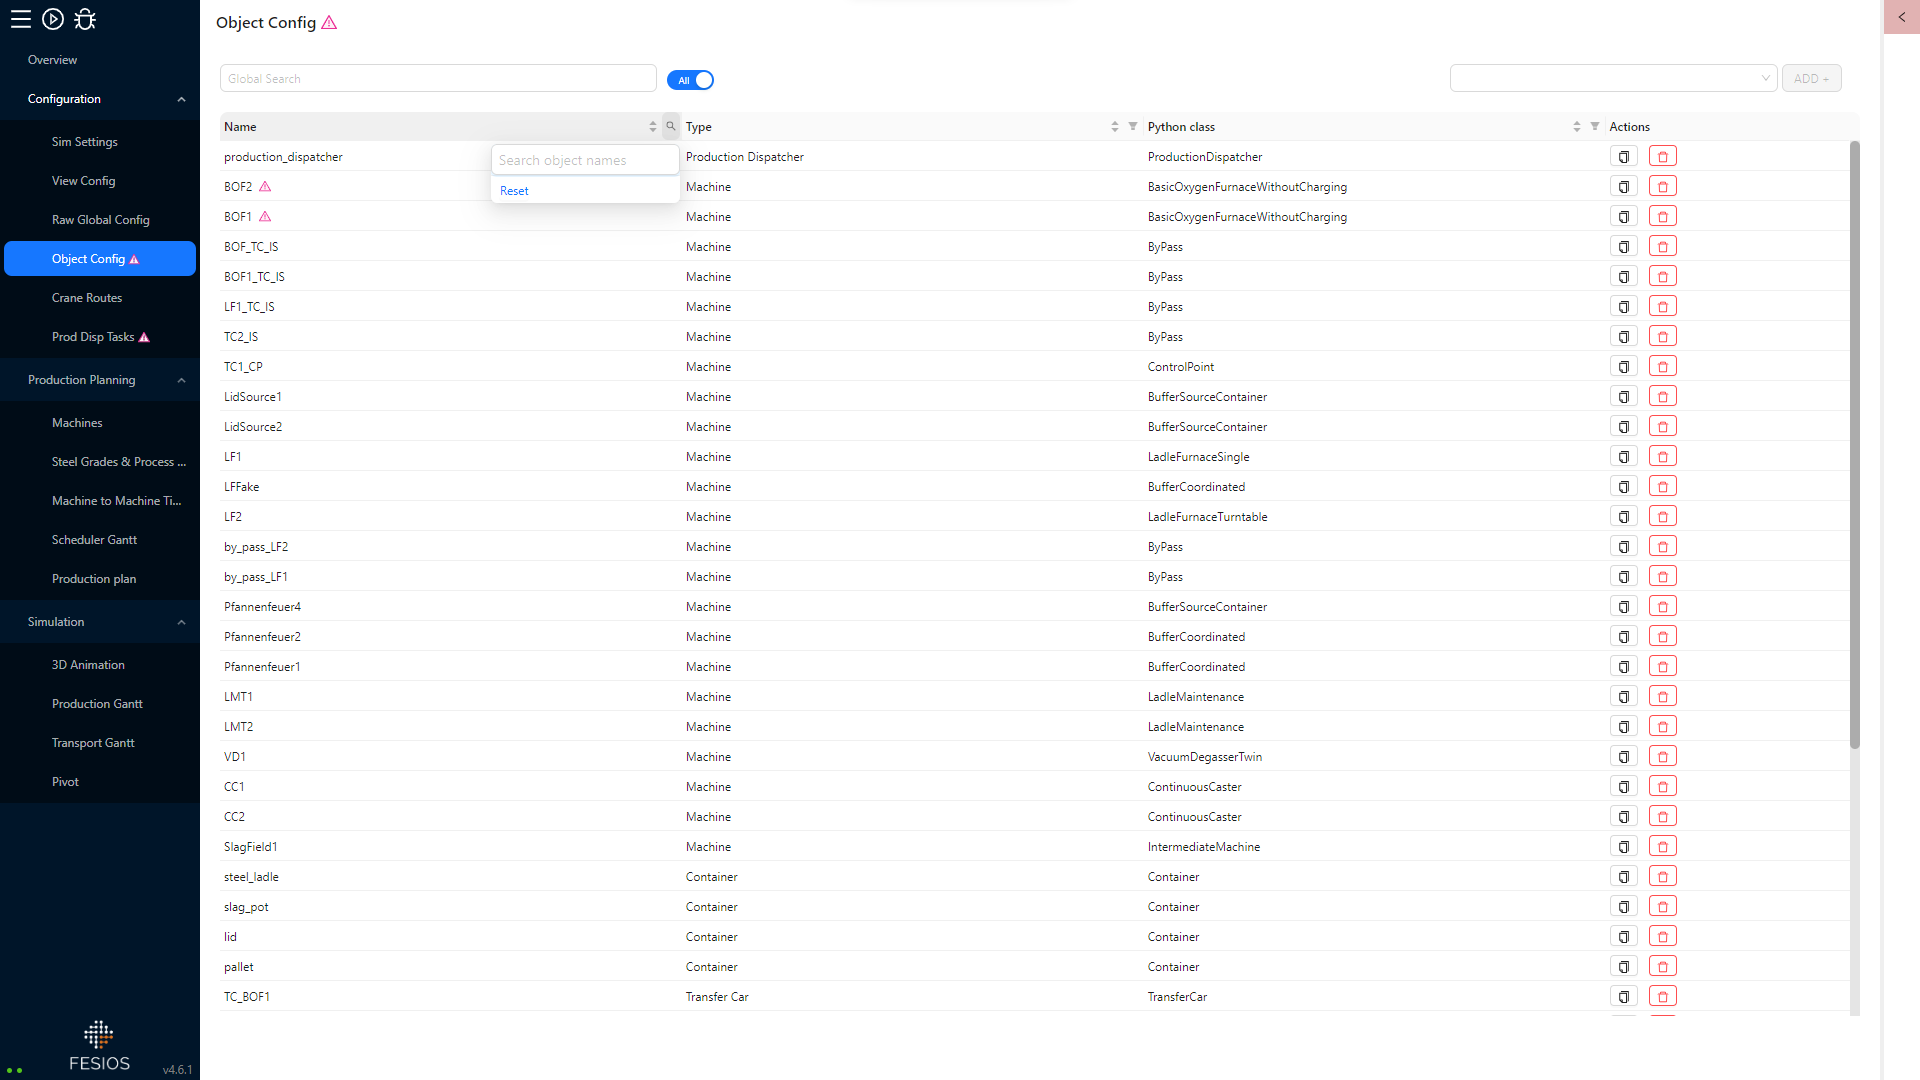 Overview
Configuration
Sim Settings
View Config
Raw Global Config
Object Config
Crane Routes
Prod Disp Tasks
Production Planning
Machines
Steel Grades & Process ...
Machine to Machine Ti...
Scheduler Gantt
Production plan
Simulation
3D Animation
Production Gantt
Transport Gantt
Pivot
FESIOS
v4.6.1
Object Config
Global Search
All
ADD +
Name Type Python class Actions
Search object names
Reset
production_dispatcher Production Dispatcher ProductionDispatcher
BOF2 Machine BasicOxygenFurnaceWithoutCharging
BOF1 Machine BasicOxygenFurnaceWithoutCharging
BOF_TC_IS Machine ByPass
BOF1_TC_IS Machine ByPass
LF1_TC_IS Machine ByPass
TC2_IS Machine ByPass
TC1_CP Machine ControlPoint
LidSource1 Machine BufferSourceContainer
LidSource2 Machine BufferSourceContainer
LF1 Machine LadleFurnaceSingle
LFFake Machine BufferCoordinated
LF2 Machine LadleFurnaceTurntable
by_pass_LF2 Machine ByPass
by_pass_LF1 Machine ByPass
Pfannenfeuer4 Machine BufferSourceContainer
Pfannenfeuer2 Machine BufferCoordinated
Pfannenfeuer1 Machine BufferCoordinated
LMT1 Machine LadleMaintenance
LMT2 Machine LadleMaintenance
VD1 Machine VacuumDegasserTwin
CC1 Machine ContinuousCaster
CC2 Machine ContinuousCaster
SlagField1 Machine IntermediateMachine
steel_ladle Container Container
slag_pot Container Container
lid Container Container
pallet Container Container
TC_BOF1 Transfer Car TransferCar